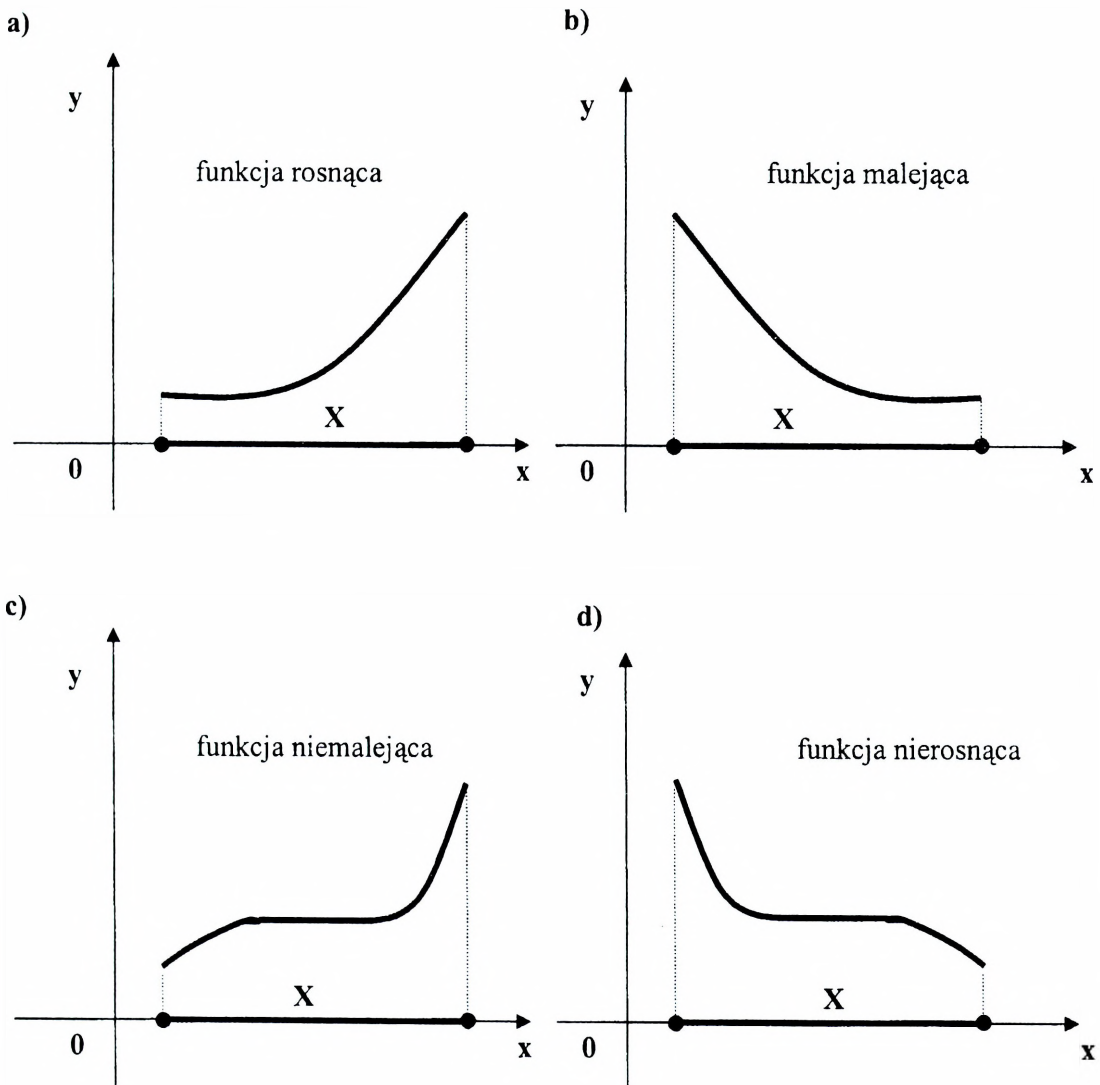 a)
y
funkcja rosnąca
X
0
x
b)
y
funkcja malejąca
X
0
x
c)
y
funkcja niemalejąca
X
0
x
d)
y
funkcja nierosnąca
X
0
x